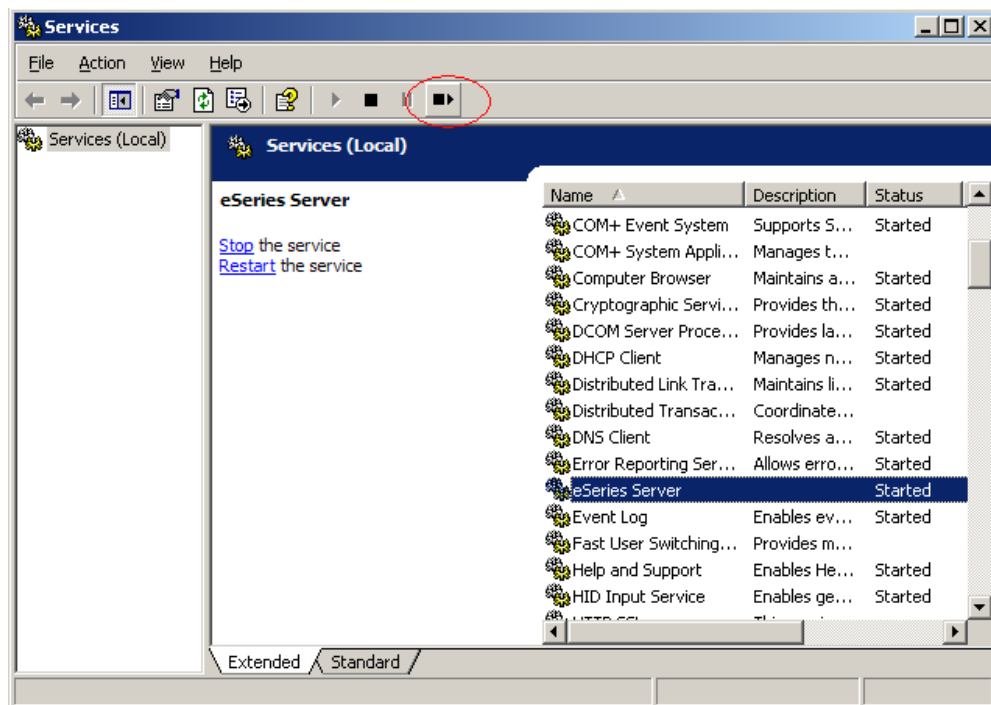 Services
File Action View Help
Services (Local)
Services (Local)
eSeries Server
Stop the service
Restart the service
Name Description Status
COM+ Event System Supports S... Started
COM+ System Appli... Manages t...
Computer Browser Maintains a... Started
Cryptographic Servi... Provides th... Started
DCOM Server Proce... Provides la... Started
DHCP Client Manages n... Started
Distributed Link Tra... Maintains li... Started
Distributed Transac... Coordinate...
DNS Client Resolves a... Started
Error Reporting Ser... Allows erro... Started
eSeries Server Started
Event Log Enables ev... Started
Fast User Switching... Provides m...
Help and Support Enables He... Started
HID Input Service Enables ge... Started
Extended Standard